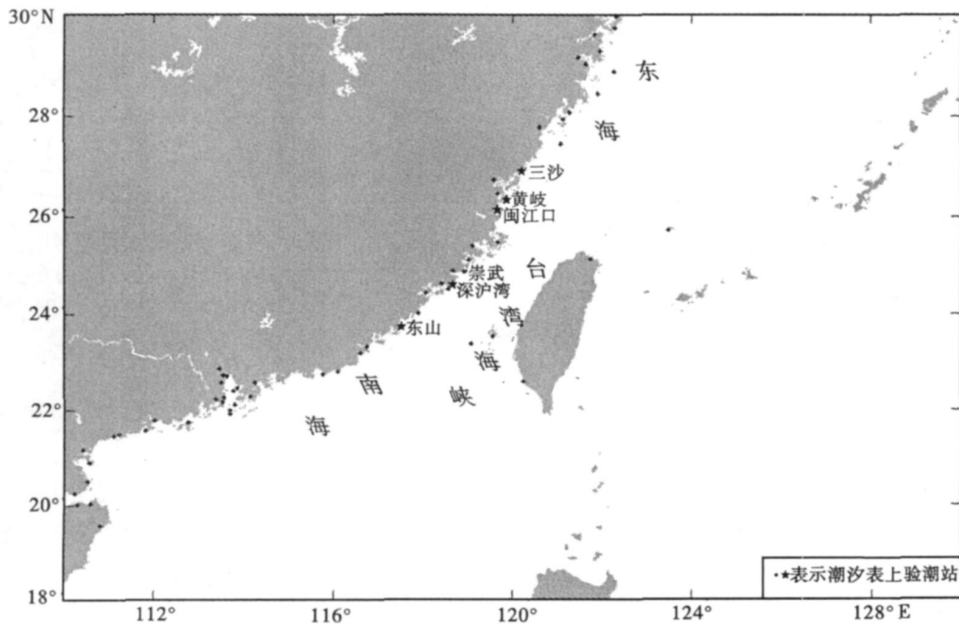 30°N
东
28°
海
三沙
黄岐
26°
闽江口
台
崇武
深沪湾
24°
湾
东山
海
南
峡
22°
海
20°
·★表示潮汐表上验潮站
18°
112°
116°
120°
124°
128°E